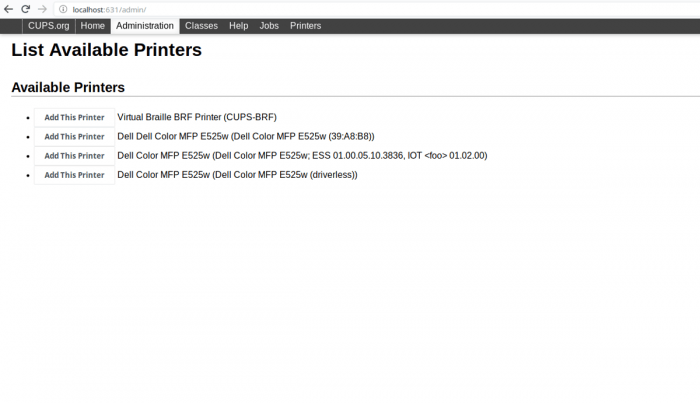 localhost:631/admin/
CUPS.org Home Administration Classes Help Jobs Printers
List Available Printers
Available Printers
Add This Printer Virtual Braille BRF Printer (CUPS-BRF)
Add This Printer Dell Dell Color MFP E525w (Dell Color MFP E525w (39:A8:B8))
Add This Printer Dell Color MFP E525w (Dell Color MFP E525w; ESS 01.00.05.10.3836, IOT <foo> 01.02.00)
Add This Printer Dell Color MFP E525w (Dell Color MFP E525w (driverless))